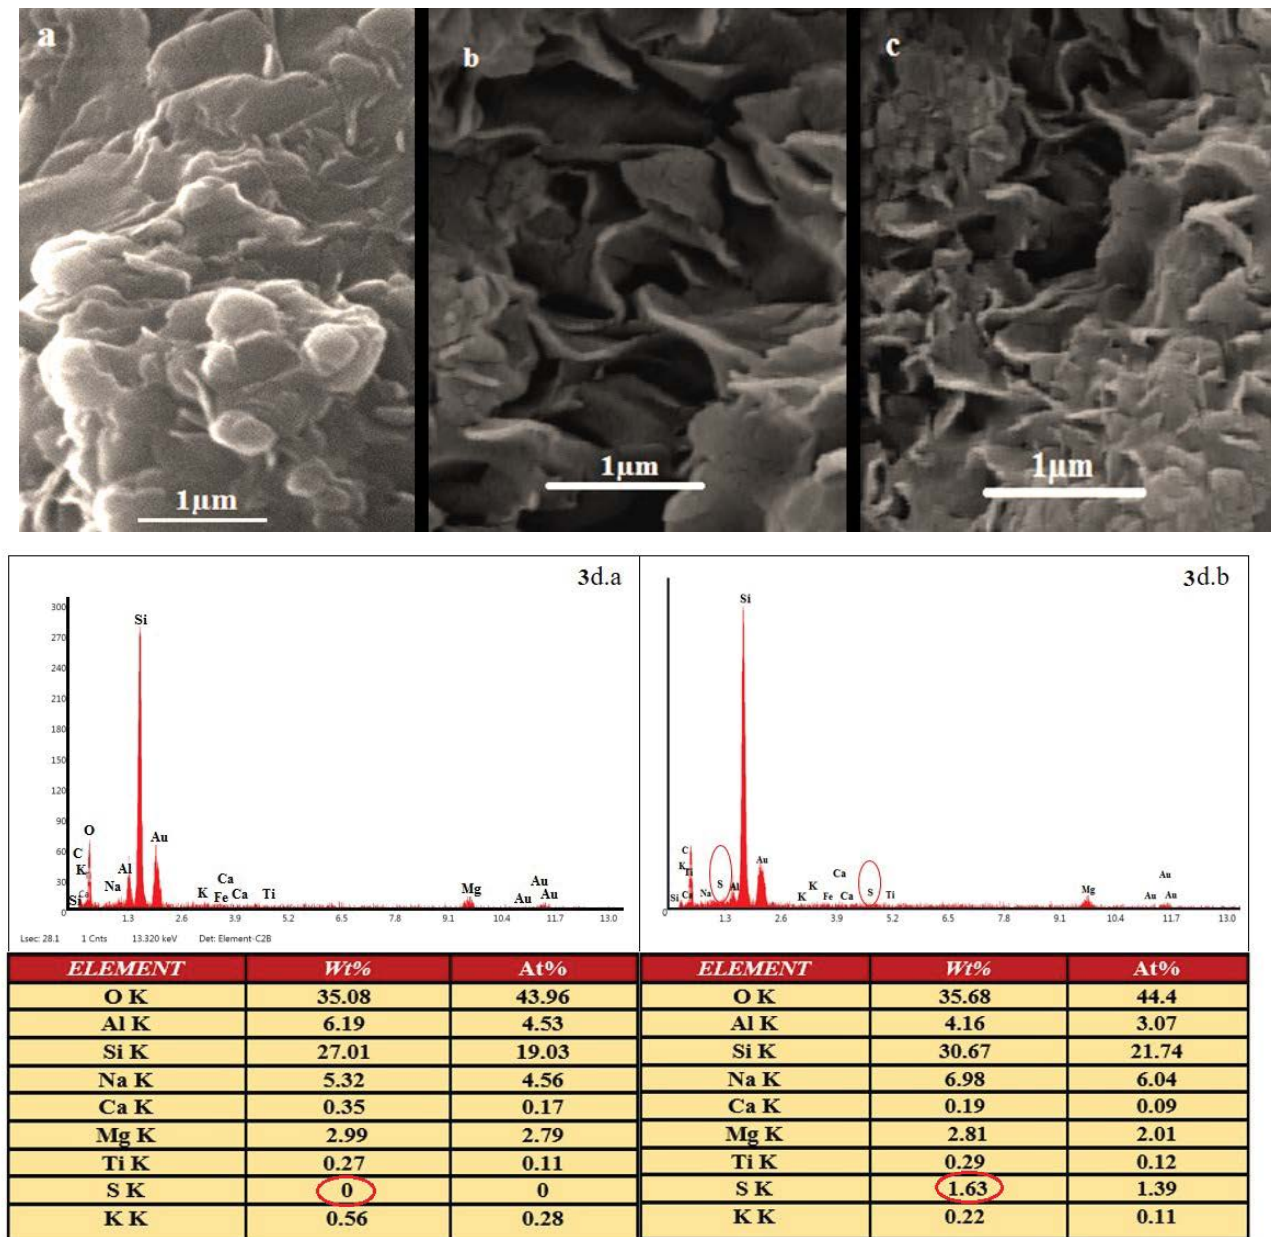 a
b
c
1µm
1µm
1µm
3d.a
300
270
240
210
180
150
120
90
60
30
0
Si
O
C
K
Ca
Si
Na
Al
Au
K
Ca
Fe
Ca
Ti
Mg
Au
Au
Au
1.3 2.6 3.9 5.2 6.5 7.8 9.1 10.4 11.7 13.0
Lsec: 28.1 1 Cnts 13.320 keV Det: Element-C2B
3d.b
Si
C
K
Ti
Si
Ca
Na
S
Al
Au
K
K
Ca
Fe
Ca
S
Ti
Mg
Au
Au
Au
0 1.3 2.6 3.9 5.2 6.5 7.8 9.1 10.4 11.7 13.0
ELEMENT Wt% At%
O K 35.08 43.96
Al K 6.19 4.53
Si K 27.01 19.03
Na K 5.32 4.56
Ca K 0.35 0.17
Mg K 2.99 2.79
Ti K 0.27 0.11
S K 0 0
K K 0.56 0.28
ELEMENT Wt% At%
O K 35.68 44.4
Al K 4.16 3.07
Si K 30.67 21.74
Na K 6.98 6.04
Ca K 0.19 0.09
Mg K 2.81 2.01
Ti K 0.29 0.12
S K 1.63 1.39
K K 0.22 0.11